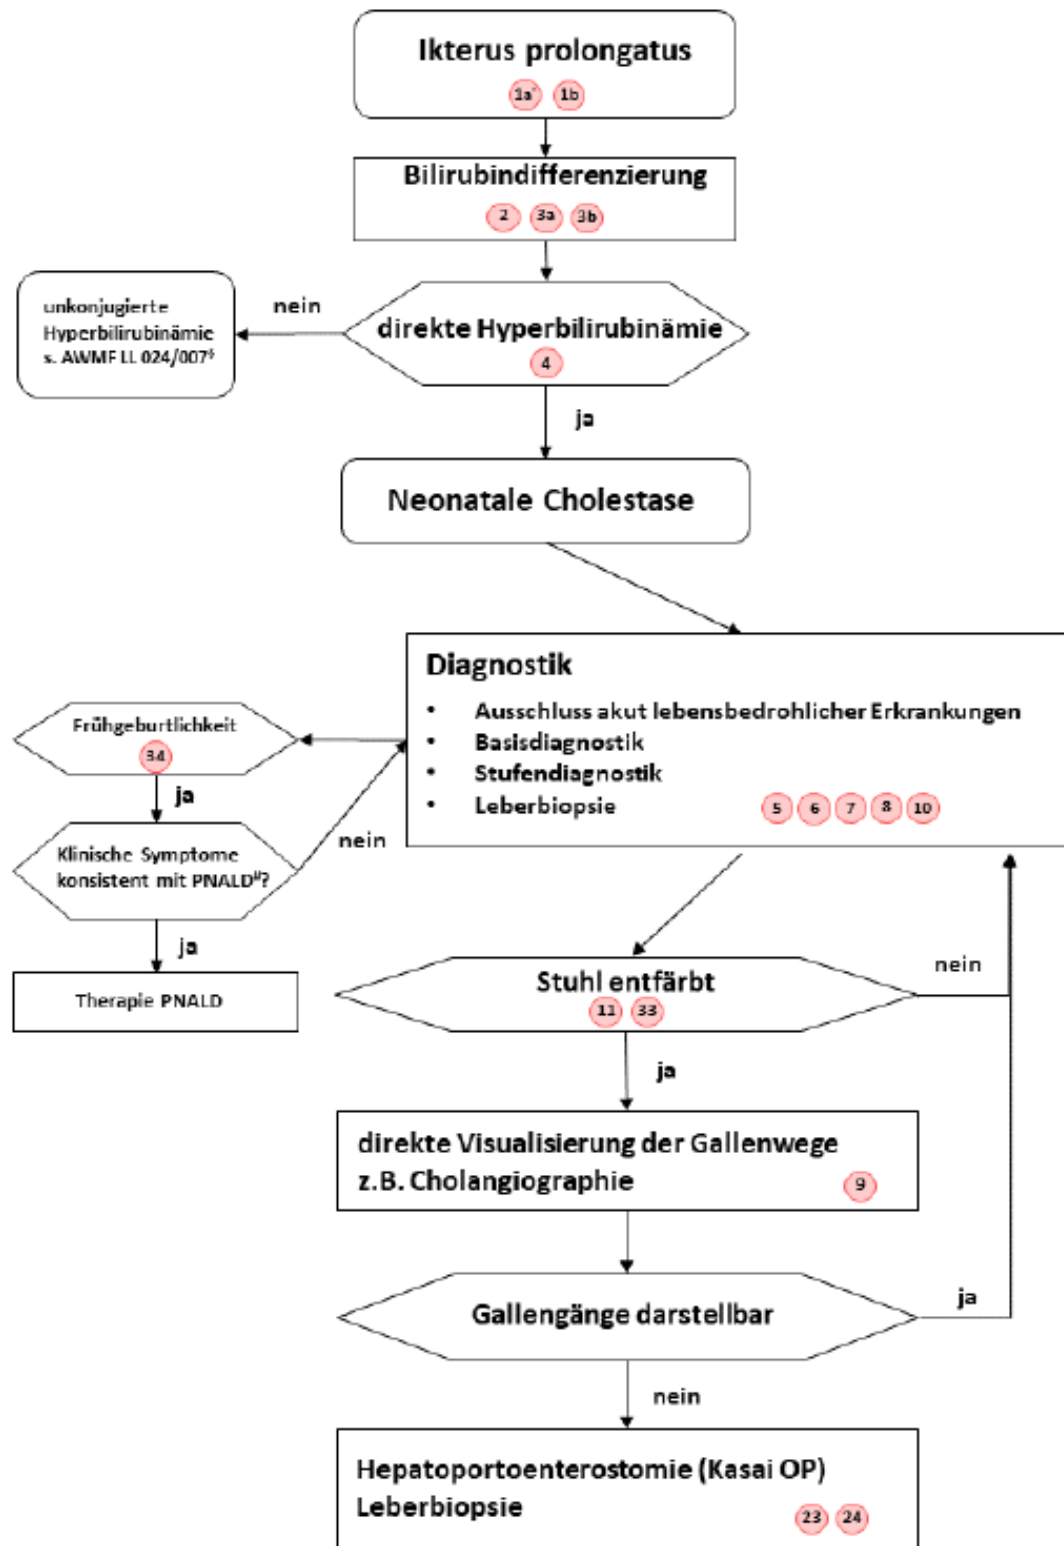 Ikterus prolongatus
1a* 1b
Bilirubindifferenzierung
2 3a 3b
unkonjugierte
Hyperbilirubinämie
s. AWMF LL 024/007§
nein
direkte Hyperbilirubinämie
4
ja
Neonatale Cholestase
Diagnostik
• Ausschluss akut lebensbedrohlicher Erkrankungen
• Basisdiagnostik
• Stufendiagnostik
• Leberbiopsie
5 6 7 8 10
Frühgeburtlichkeit
34
ja
nein
Klinische Symptome
konsistent mit PNALD#?
ja
Therapie PNALD
Stuhl entfärbt
11 33
nein
ja
direkte Visualisierung der Gallenwege
z.B. Cholangiographie
9
Gallengänge darstellbar
ja
nein
Hepatoportoenterostomie (Kasai OP)
Leberbiopsie
23 24